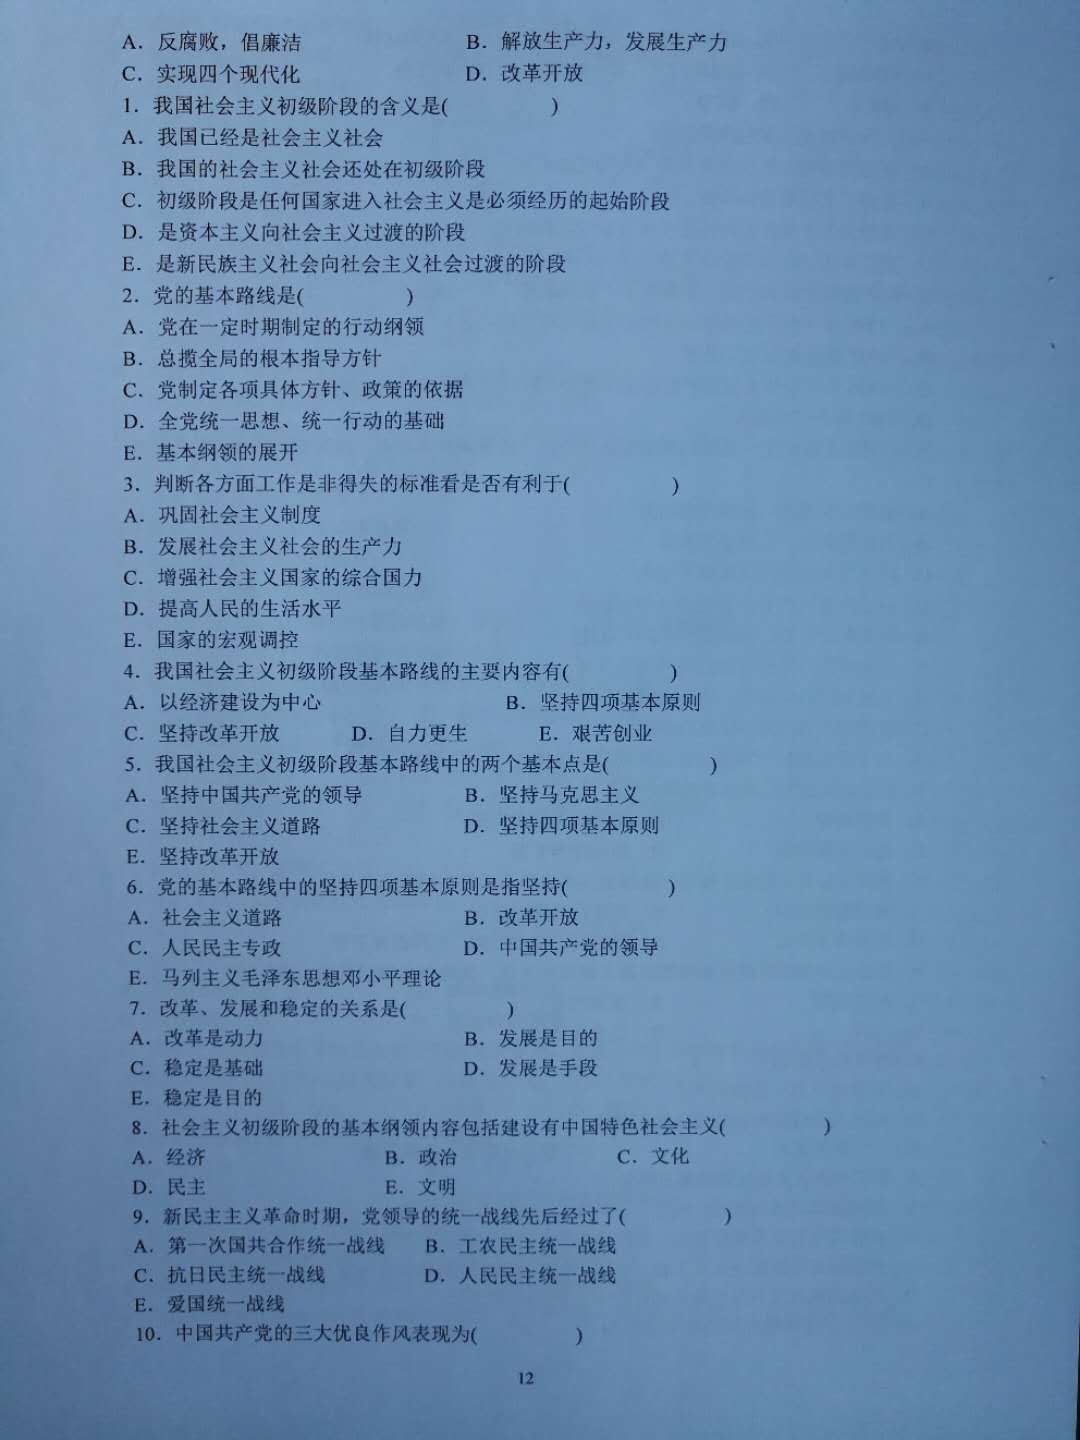 A．反腐败，倡廉洁 B．解放生产力，发展生产力
C．实现四个现代化 D．改革开放
1．我国社会主义初级阶段的含义是( )
A．我国已经是社会主义社会
B．我国的社会主义社会还处在初级阶段
C．初级阶段是任何国家进入社会主义是必须经历的起始阶段
D．是资本主义向社会主义过渡的阶段
E．是新民族主义社会向社会主义社会过渡的阶段
2．党的基本路线是( )
A．党在一定时期制定的行动纲领
B．总揽全局的根本指导方针
C．党制定各项具体方针、政策的依据
D．全党统一思想、统一行动的基础
E．基本纲领的展开
3．判断各方面工作是非得失的标准看是否有利于( )
A．巩固社会主义制度
B．发展社会主义社会的生产力
C．增强社会主义国家的综合国力
D．提高人民的生活水平
E．国家的宏观调控
4．我国社会主义初级阶段基本路线的主要内容有( )
A．以经济建设为中心 B．坚持四项基本原则
C．坚持改革开放 D．自力更生 E．艰苦创业
5．我国社会主义初级阶段基本路线中的两个基本点是( )
A．坚持中国共产党的领导 B．坚持马克思主义
C．坚持社会主义道路 D．坚持四项基本原则
E．坚持改革开放
6．党的基本路线中的坚持四项基本原则是指坚持( )
A．社会主义道路 B．改革开放
C．人民民主专政 D．中国共产党的领导
E．马列主义毛泽东思想邓小平理论
7．改革、发展和稳定的关系是( )
A．改革是动力 B．发展是目的
C．稳定是基础 D．发展是手段
E．稳定是目的
8．社会主义初级阶段的基本纲领内容包括建设有中国特色社会主义( )
A．经济 B．政治 C．文化
D．民主 E．文明
9．新民主主义革命时期，党领导的统一战线先后经过了( )
A．第一次国共合作统一战线 B．工农民主统一战线
C．抗日民主统一战线 D．人民民主统一战线
E．爱国统一战线
10．中国共产党的三大优良作风表现为( )
12